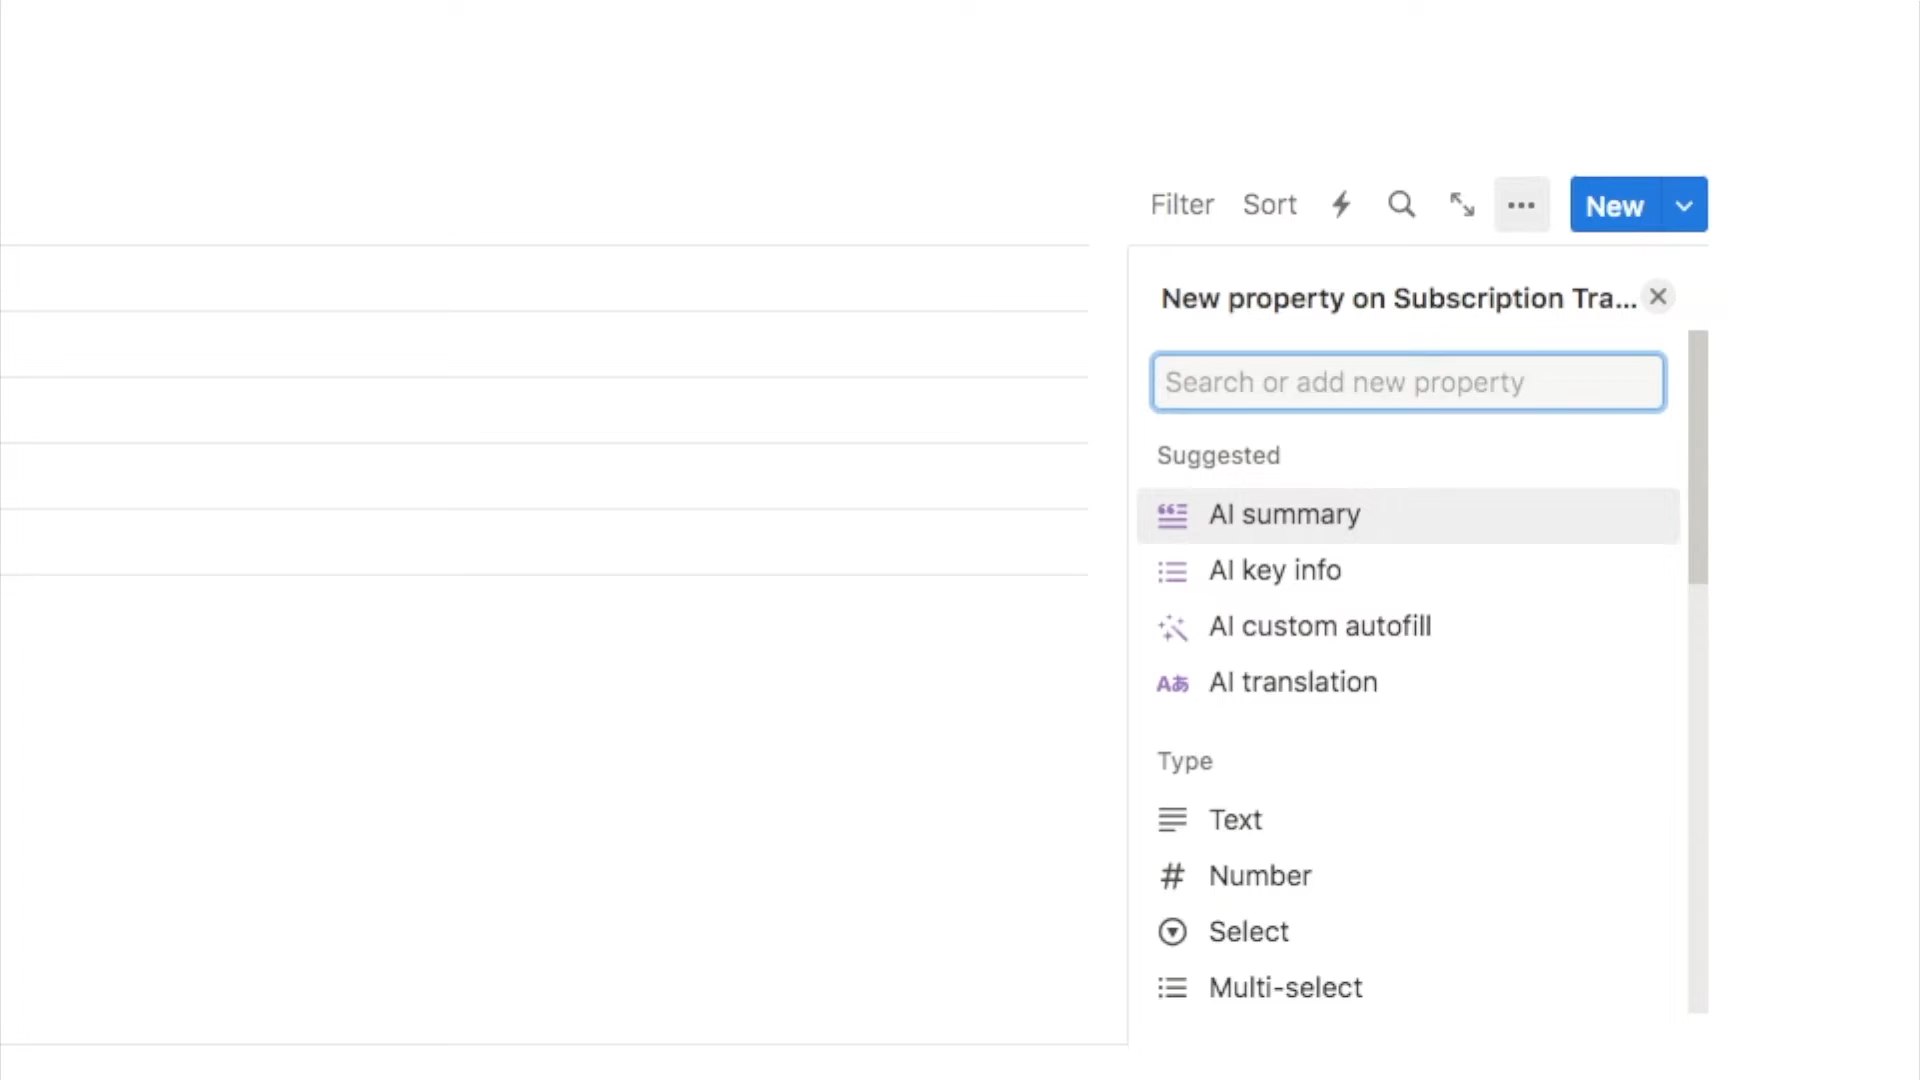 Filter Sort New
New property on Subscription Tra...
Search or add new property
Suggested
AI summary
AI key info
AI custom autofill
Aあ AI translation
Type
Text
# Number
Select
Multi-select